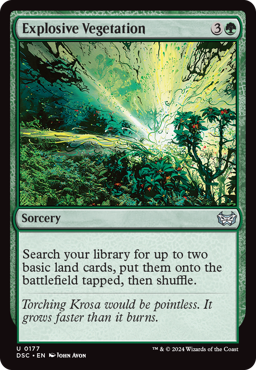 Explosive Vegetation 3
Sorcery
Search your library for up to two
basic land cards, put them onto the
battlefield tapped, then shuffle.
Torching Krosa would be pointless. It
grows faster than it burns.
U 0177
DSC • EN John Avon
™ & © 2024 Wizards of the Coast